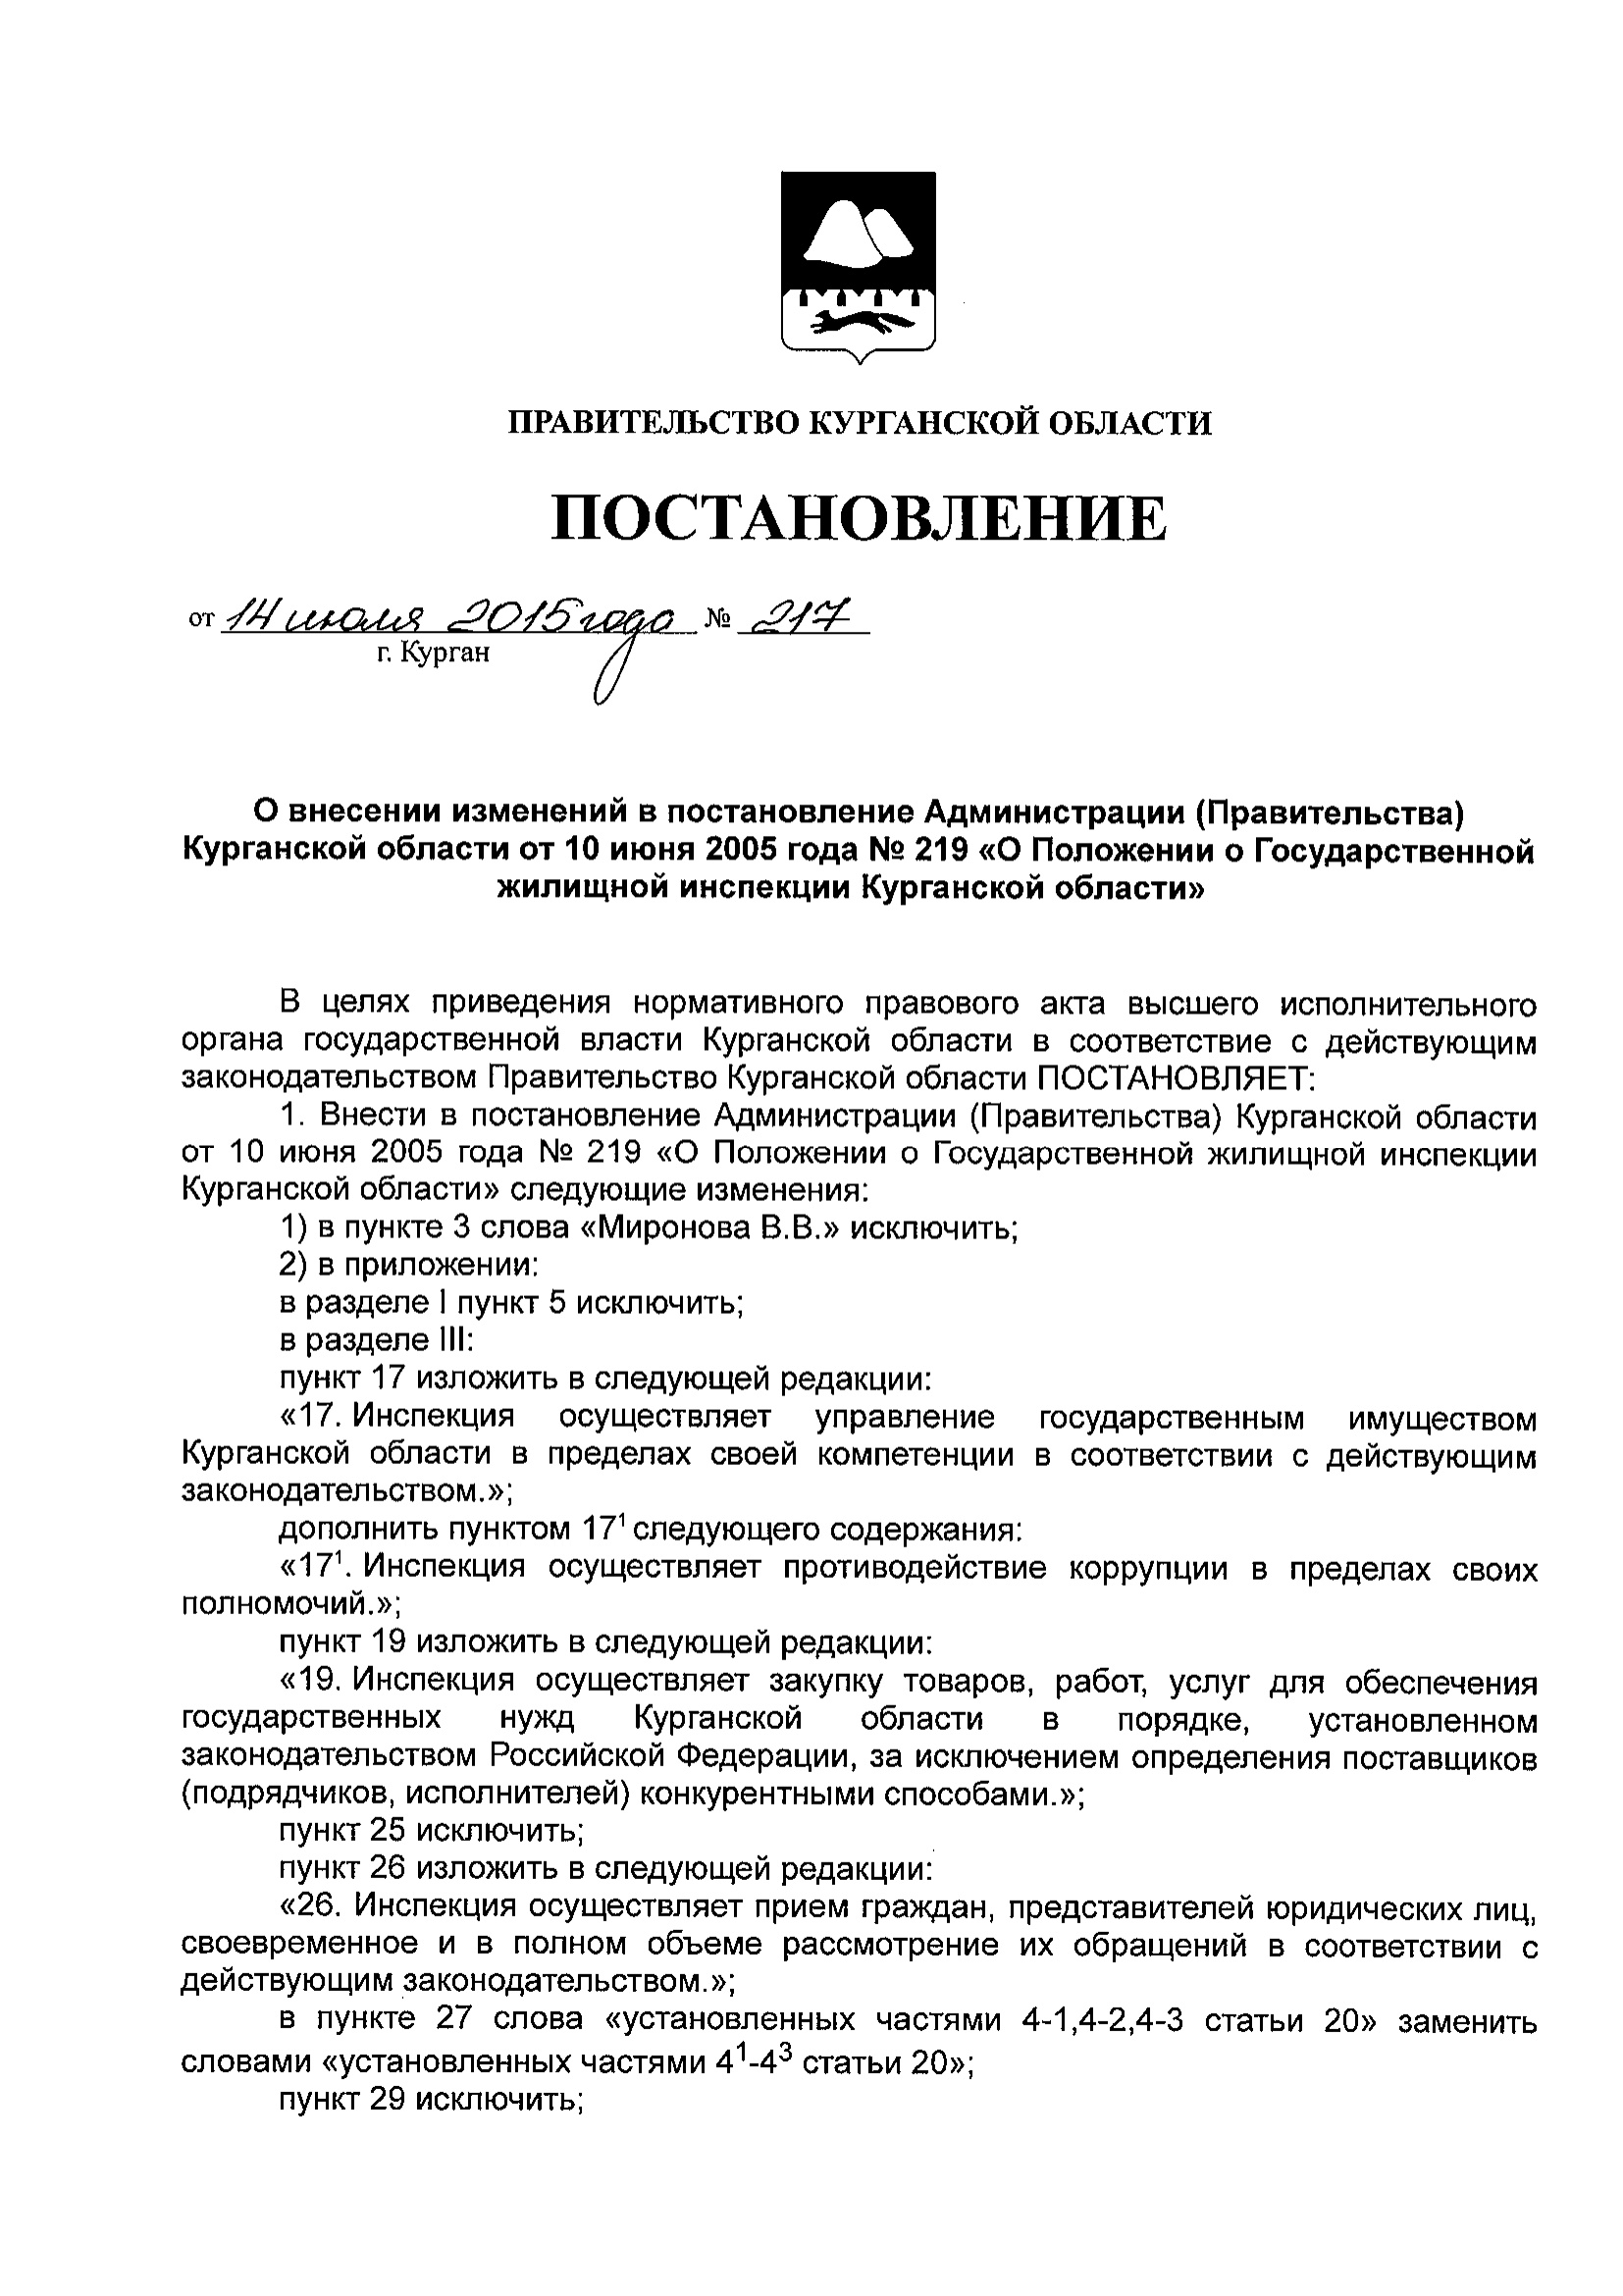 ПРАВИТЕЛЬСТВО КУРГАНСКОЙ ОБЛАСТИ
ПОСТАНОВЛЕНИЕ
от 14 июля 2015 года № 217
г. Курган
О внесении изменений в постановление Администрации (Правительства)
Курганской области от 10 июня 2005 года № 219 «О Положении о Государственной
жилищной инспекции Курганской области»
В целях приведения нормативного правового акта высшего исполнительного
органа государственной власти Курганской области в соответствие с действующим
законодательством Правительство Курганской области ПОСТАНОВЛЯЕТ:
1. Внести в постановление Администрации (Правительства) Курганской области
от 10 июня 2005 года № 219 «О Положении о Государственной жилищной инспекции
Курганской области» следующие изменения:
1) в пункте 3 слова «Миронова В.В.» исключить;
2) в приложении:
в разделе I пункт 5 исключить;
в разделе III:
пункт 17 изложить в следующей редакции:
«17. Инспекция осуществляет управление государственным имуществом
Курганской области в пределах своей компетенции в соответствии с действующим
законодательством.»;
дополнить пунктом 17¹ следующего содержания:
«17¹. Инспекция осуществляет противодействие коррупции в пределах своих
полномочий.»;
пункт 19 изложить в следующей редакции:
«19. Инспекция осуществляет закупку товаров, работ, услуг для обеспечения
государственных нужд Курганской области в порядке, установленном
законодательством Российской Федерации, за исключением определения поставщиков
(подрядчиков, исполнителей) конкурентными способами.»;
пункт 25 исключить;
пункт 26 изложить в следующей редакции:
«26. Инспекция осуществляет прием граждан, представителей юридических лиц,
своевременное и в полном объеме рассмотрение их обращений в соответствии с
действующим законодательством.»;
в пункте 27 слова «установленных частями 4-1,4-2,4-3 статьи 20» заменить
словами «установленных частями 4¹-4³ статьи 20»;
пункт 29 исключить;